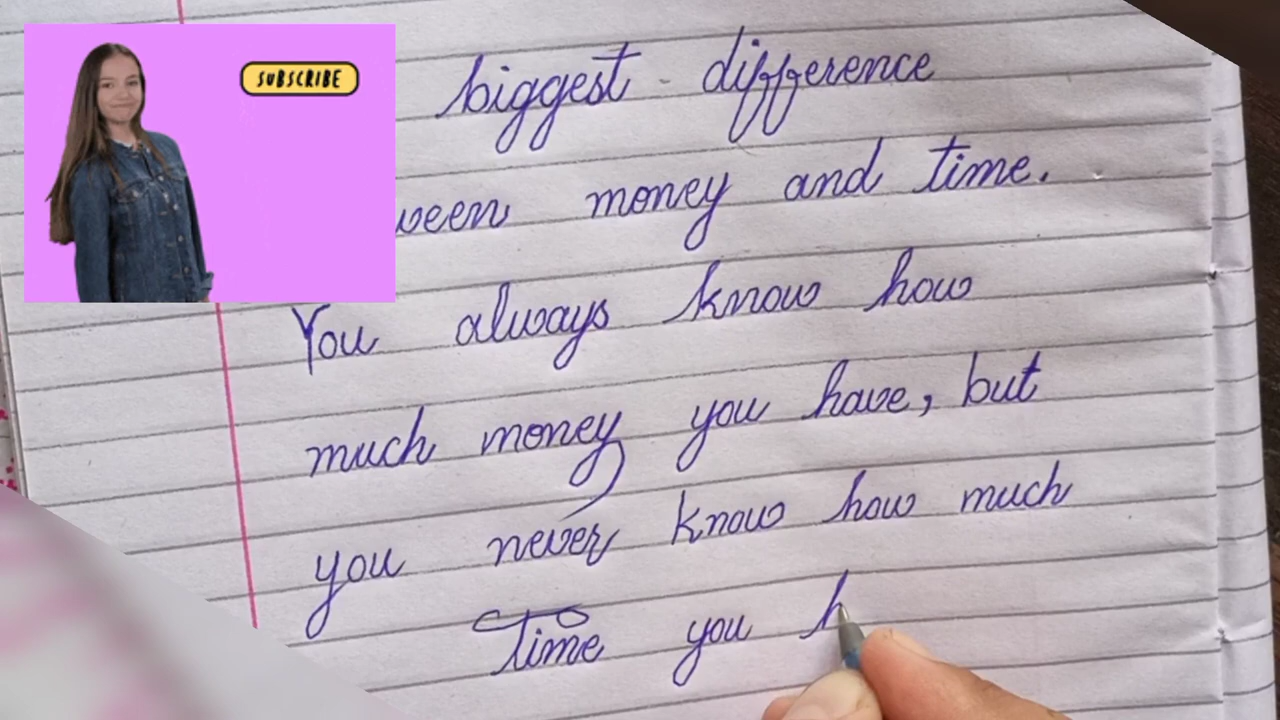 SUBSCRIBE
biggest - difference
ween money and time.
You always know how
much money you have, but
you never know how much
time you h